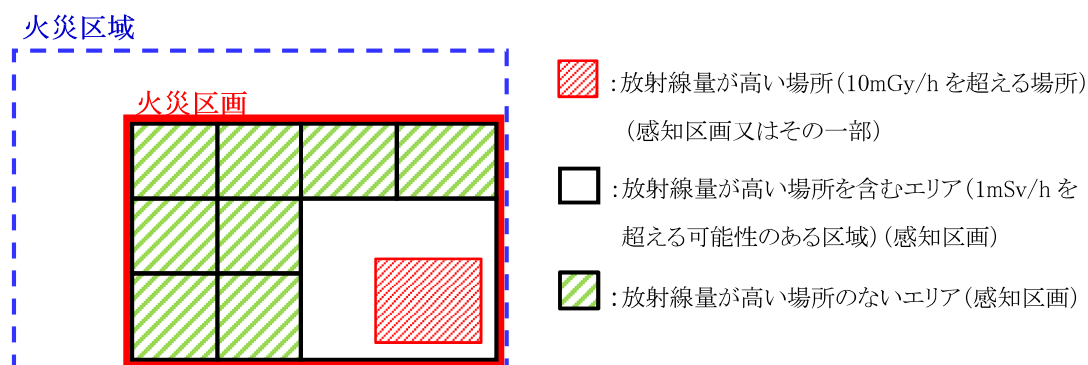 火災区域
火災区画
：放射線量が高い場所（10mGy/h を超える場所）
（感知区画又はその一部）
：放射線量が高い場所を含むエリア（1mSv/h を
超える可能性のある区域）（感知区画）
：放射線量が高い場所のないエリア（感知区画）